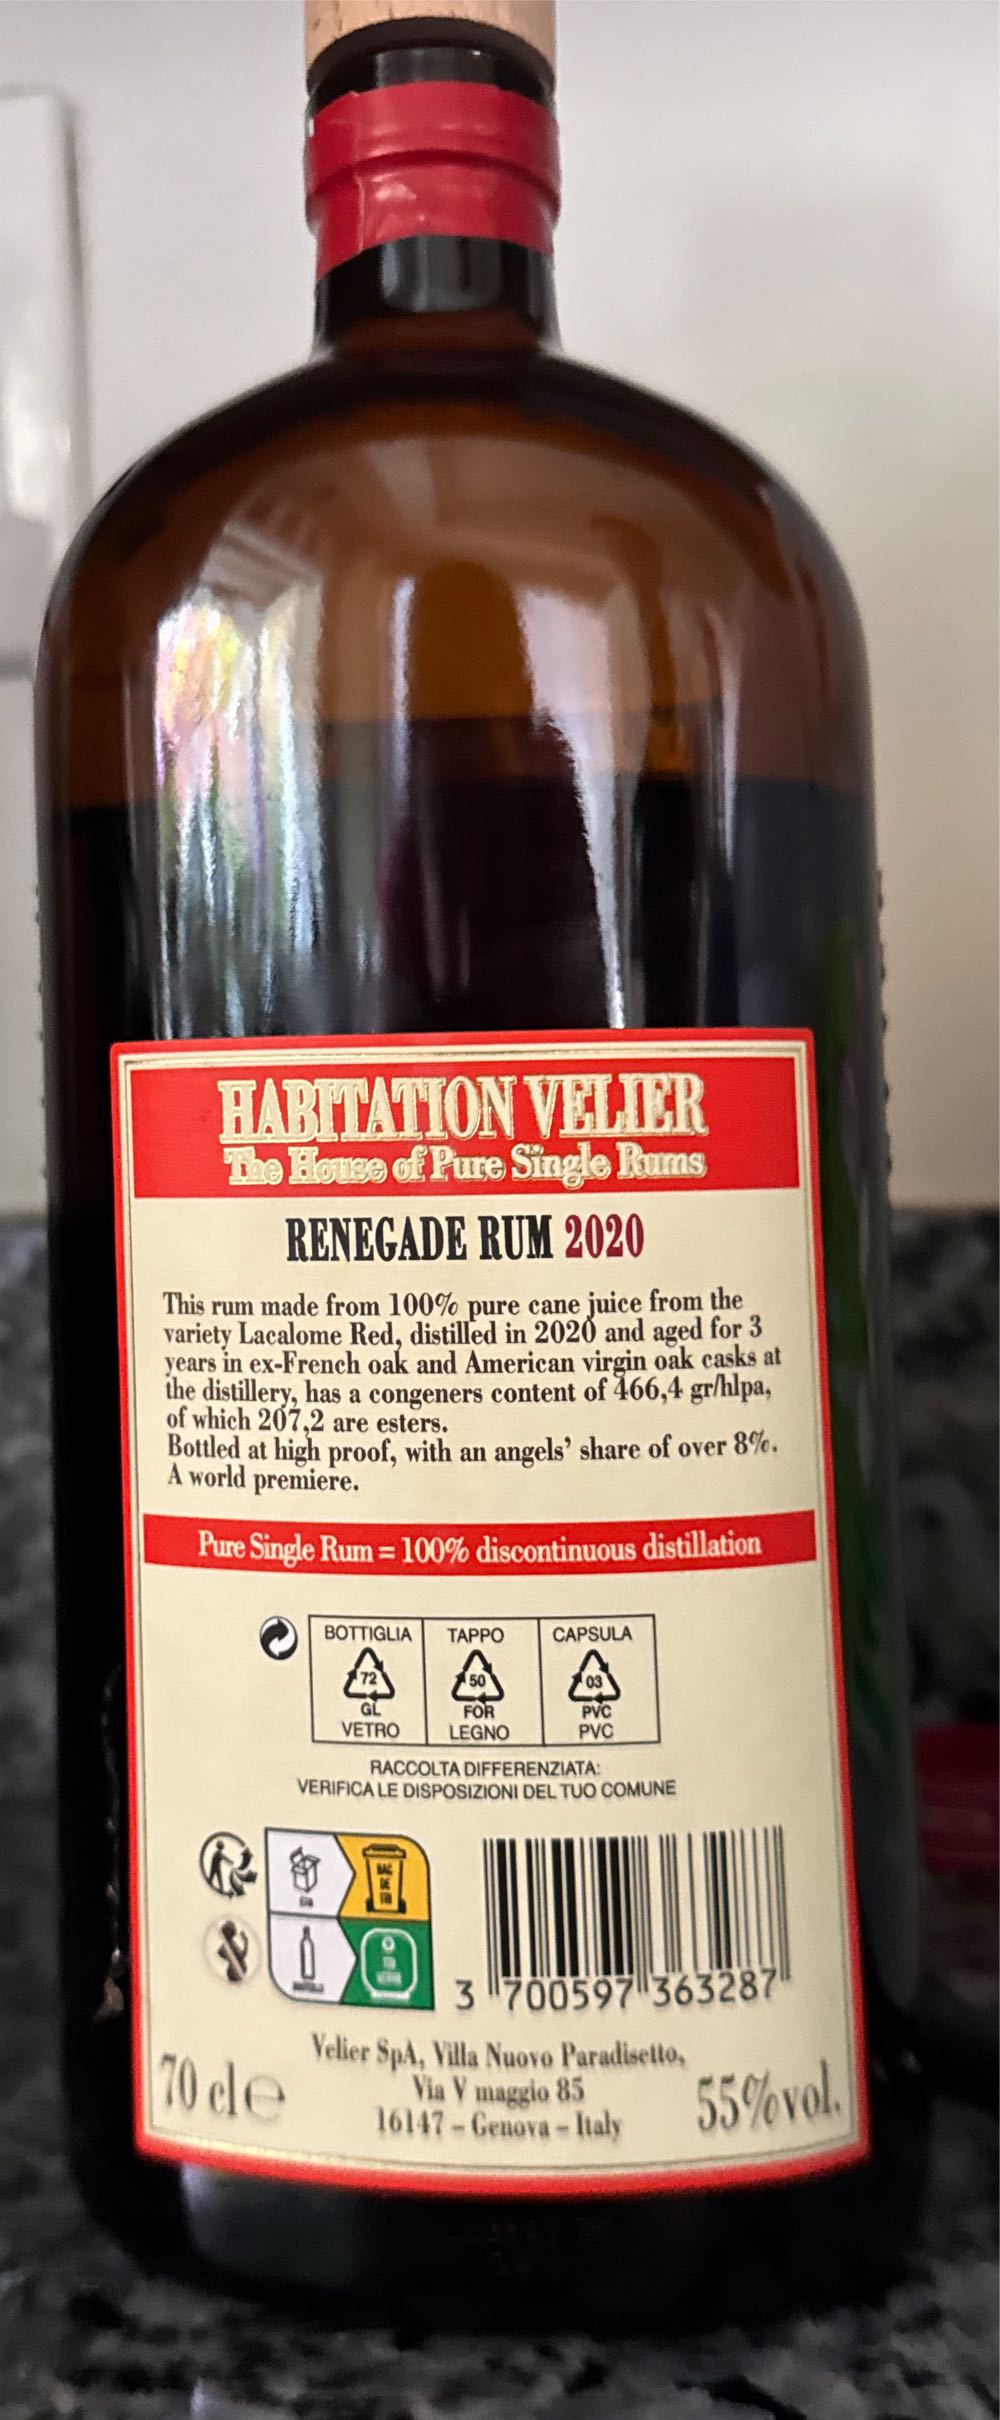 HABITATION VELIER
The House of Pure Single Rums
RENEGADE RUM 2020
This rum made from 100% pure cane juice from the
variety Lacalome Red, distilled in 2020 and aged for 3
years in ex-French oak and American virgin oak casks at
the distillery, has a congeners content of 466,4 gr/hlpa,
of which 207,2 are esters.
Bottled at high proof, with an angels' share of over 8%.
A world premiere.
Pure Single Rum = 100% discontinuous distillation
BOTTIGLIA TAPPO CAPSULA
72 50 03
GL FOR PVC
VETRO LEGNO PVC
RACCOLTA DIFFERENZIATA:
VERIFICA LE DISPOSIZIONI DEL TUO COMUNE
BAC
DE
TRI
3 700597 363287
Velier SpA, Villa Nuovo Paradisetto,
Via V maggio 85
16147 – Genova – Italy
70 cl e
55%vol.